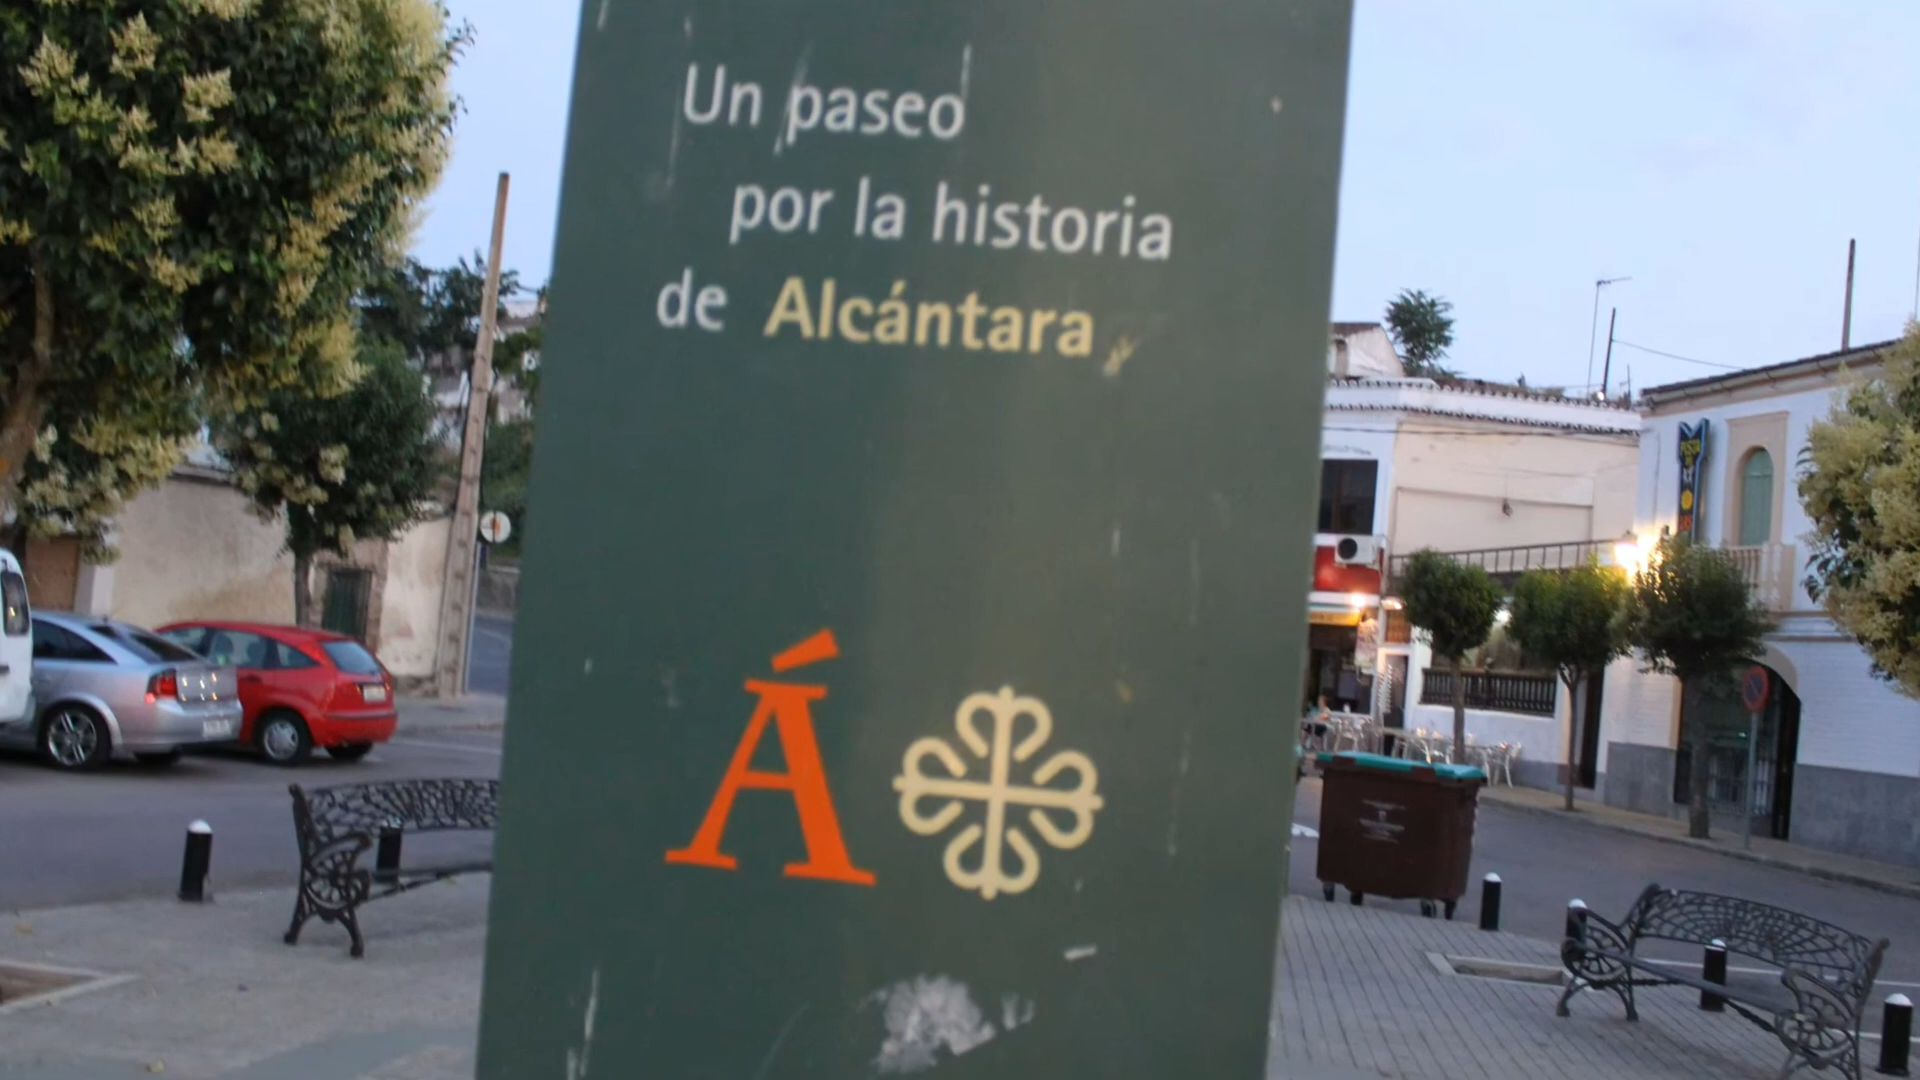 Un paseo
por la historia
de Alcántara
Á